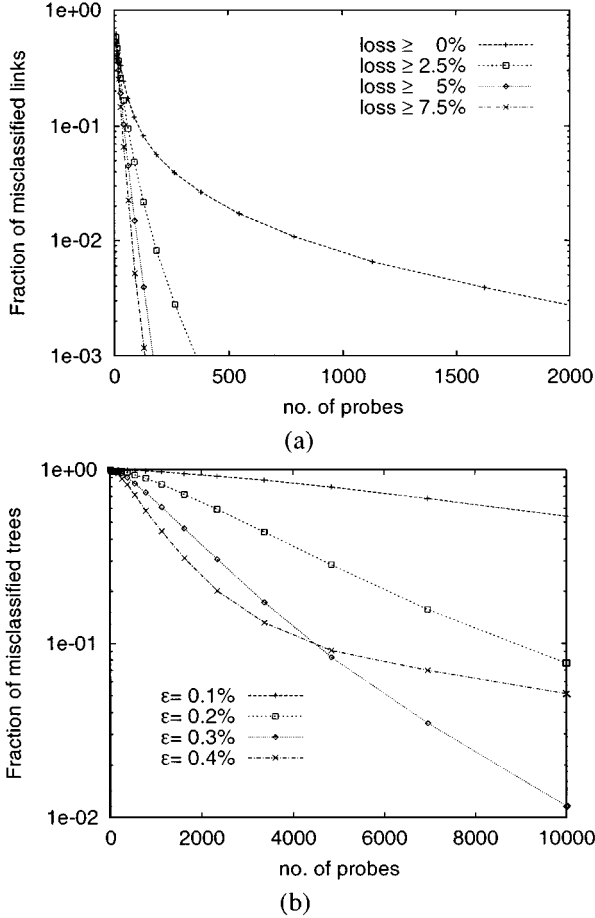 1e+00
1e-01
1e-02
1e-03
Fraction of misclassified links
loss ≥ 0%
loss ≥ 2.5%
loss ≥ 5%
loss ≥ 7.5%
0 500 1000 1500 2000
no. of probes
(a)
1e+00
1e-01
1e-02
Fraction of misclassified trees
ε= 0.1%
ε= 0.2%
ε= 0.3%
ε= 0.4%
0 2000 4000 6000 8000 10000
no. of probes
(b)